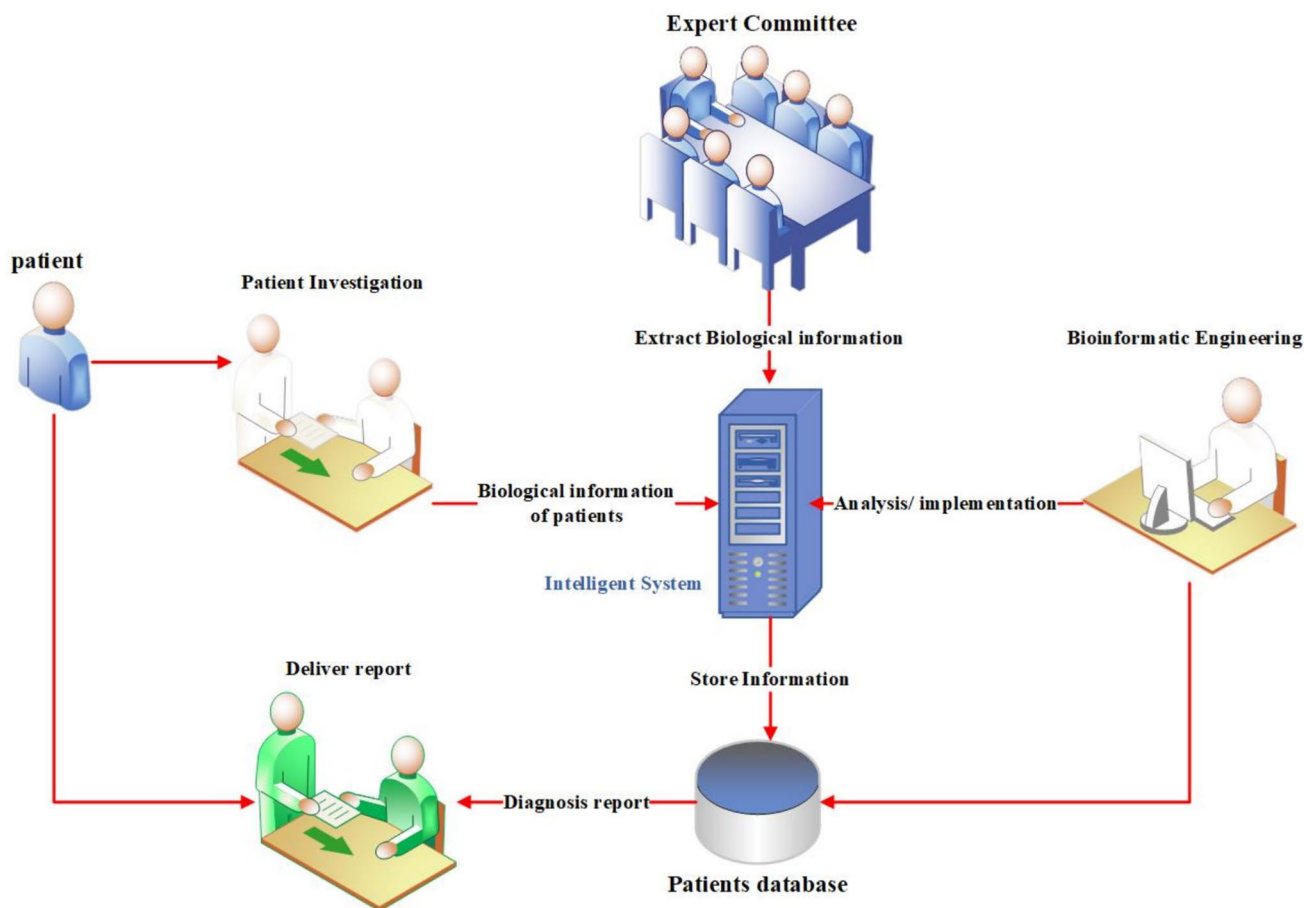 Expert Committee
patient
Patient Investigation
Extract Biological information
Bioinformatic Engineering
Biological information
of patients
Analysis/ implementation
Intelligent System
Deliver report
Store Information
Diagnosis report
Patients database